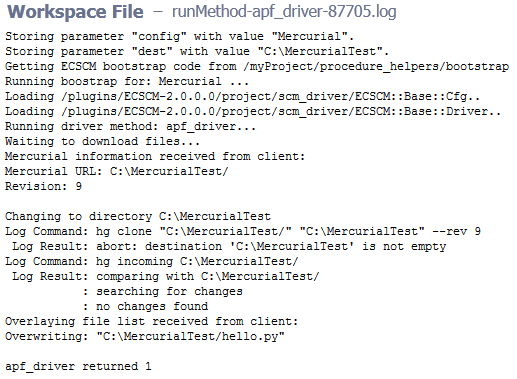 Workspace File – runMethod-apf_driver-87705.log
Storing parameter "config" with value "Mercurial".
Storing parameter "dest" with value "C:\MercurialTest".
Getting ECSCM bootstrap code from /myProject/procedure_helpers/bootstrap
Running boostrap for: Mercurial ...
Loading /plugins/ECSCM-2.0.0.0/project/scm_driver/ECSCM::Base::Cfg..
Loading /plugins/ECSCM-2.0.0.0/project/scm_driver/ECSCM::Base::Driver..
Running driver method: apf_driver...
Waiting to download files...
Mercurial information received from client:
Mercurial URL: C:\MercurialTest/
Revision: 9
Changing to directory C:\MercurialTest
Log Command: hg clone "C:\MercurialTest/" "C:\MercurialTest" --rev 9
Log Result: abort: destination 'C:\MercurialTest' is not empty
Log Command: hg incoming C:\MercurialTest/
Log Result: comparing with C:\MercurialTest/
: searching for changes
: no changes found
Overlaying file list received from client:
Overwriting: "C:\MercurialTest/hello.py"
apf_driver returned 1